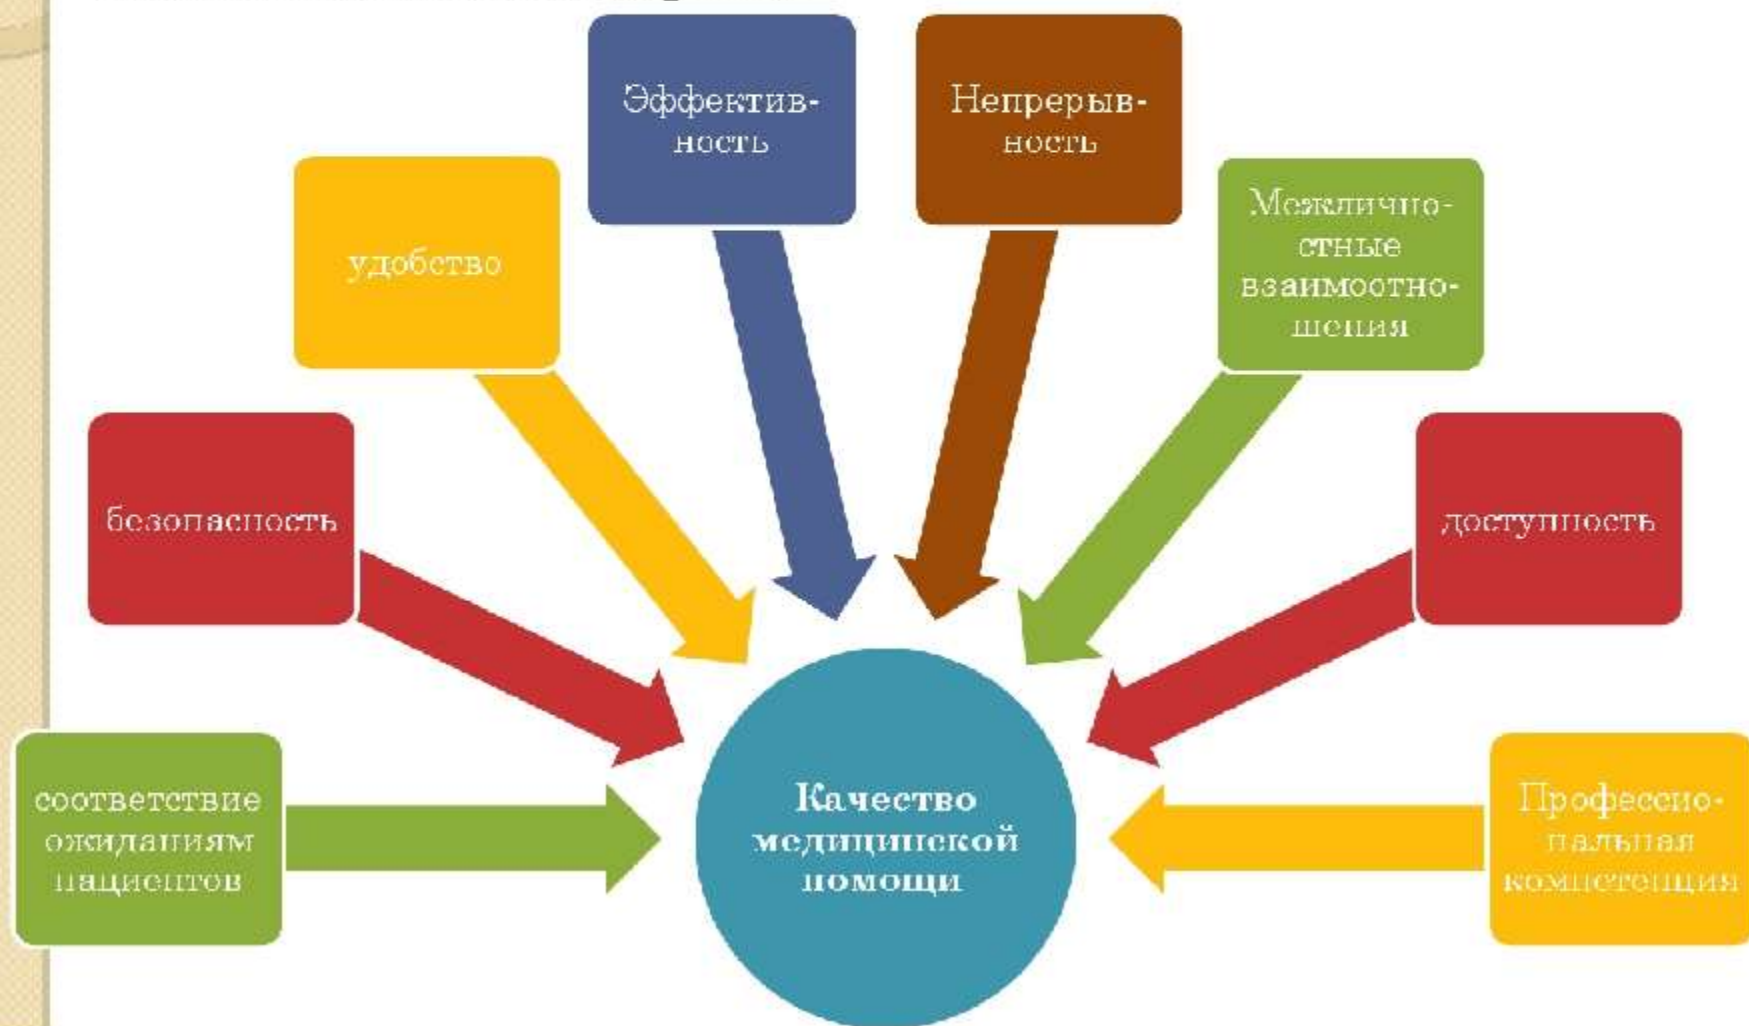 Эффектив-
ность
Непрерыв-
ность
удобство
Межлично-
стные
взаимоотно-
шения
безопасность
доступность
соответствие
ожиданиям
пациентов
Качество
медицинской
помощи
Профессио-
нальная
компетенция